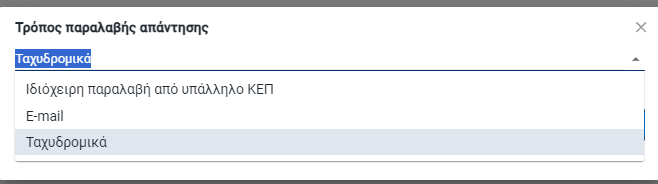 Τρόπος παραλαβής απάντησης
Ταχυδρομικά
Ιδιόχειρη παραλαβή από υπάλληλο ΚΕΠ
E-mail
Ταχυδρομικά